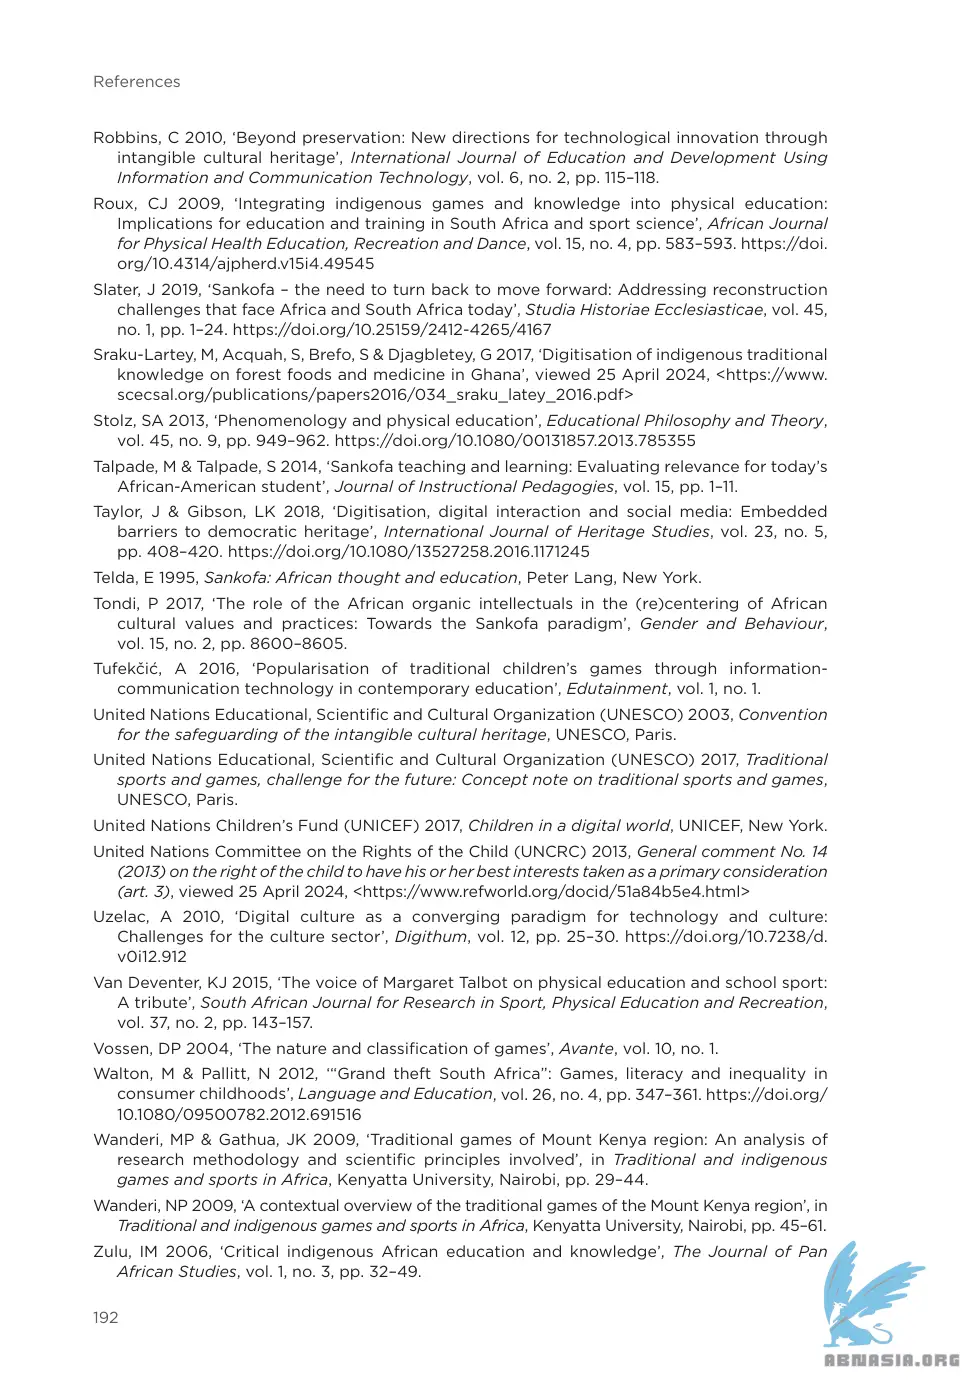 References
Robbins, C 2010, ‘Beyond preservation: New directions for technological innovation through
intangible cultural heritage’, International Journal of Education and Development Using
Information and Communication Technology, vol. 6, no. 2, pp. 115–118.
Roux, CJ 2009, ‘Integrating indigenous games and knowledge into physical education:
Implications for education and training in South Africa and sport science’, African Journal
for Physical Health Education, Recreation and Dance, vol. 15, no. 4, pp. 583–593. https://doi.
org/10.4314/ajpherd.v15i4.49545
Slater, J 2019, ‘Sankofa – the need to turn back to move forward: Addressing reconstruction
challenges that face Africa and South Africa today’, Studia Historiae Ecclesiasticae, vol. 45,
no. 1, pp. 1–24. https://doi.org/10.25159/2412-4265/4167
Sraku-Lartey, M, Acquah, S, Brefo, S & Djagbletey, G 2017, ‘Digitisation of indigenous traditional
knowledge on forest foods and medicine in Ghana’, viewed 25 April 2024, <https://www.
scecsal.org/publications/papers2016/034_sraku_latey_2016.pdf>
Stolz, SA 2013, ‘Phenomenology and physical education’, Educational Philosophy and Theory,
vol. 45, no. 9, pp. 949–962. https://doi.org/10.1080/00131857.2013.785355
Talpade, M & Talpade, S 2014, ‘Sankofa teaching and learning: Evaluating relevance for today’s
African-American student’, Journal of Instructional Pedagogies, vol. 15, pp. 1–11.
Taylor, J & Gibson, LK 2018, ‘Digitisation, digital interaction and social media: Embedded
barriers to democratic heritage’, International Journal of Heritage Studies, vol. 23, no. 5,
pp. 408–420. https://doi.org/10.1080/13527258.2016.1171245
Telda, E 1995, Sankofa: African thought and education, Peter Lang, New York.
Tondi, P 2017, ‘The role of the African organic intellectuals in the (re)centering of African
cultural values and practices: Towards the Sankofa paradigm’, Gender and Behaviour,
vol. 15, no. 2, pp. 8600–8605.
Tufekčić, A 2016, ‘Popularisation of traditional children’s games through information-
communication technology in contemporary education’, Edutainment, vol. 1, no. 1.
United Nations Educational, Scientific and Cultural Organization (UNESCO) 2003, Convention
for the safeguarding of the intangible cultural heritage, UNESCO, Paris.
United Nations Educational, Scientific and Cultural Organization (UNESCO) 2017, Traditional
sports and games, challenge for the future: Concept note on traditional sports and games,
UNESCO, Paris.
United Nations Children’s Fund (UNICEF) 2017, Children in a digital world, UNICEF, New York.
United Nations Committee on the Rights of the Child (UNCRC) 2013, General comment No. 14
(2013) on the right of the child to have his or her best interests taken as a primary consideration
(art. 3), viewed 25 April 2024, <https://www.refworld.org/docid/51a84b5e4.html>
Uzelac, A 2010, ‘Digital culture as a converging paradigm for technology and culture:
Challenges for the culture sector’, Digithum, vol. 12, pp. 25–30. https://doi.org/10.7238/d.
v0i12.912
Van Deventer, KJ 2015, ‘The voice of Margaret Talbot on physical education and school sport:
A tribute’, South African Journal for Research in Sport, Physical Education and Recreation,
vol. 37, no. 2, pp. 143–157.
Vossen, DP 2004, ‘The nature and classification of games’, Avante, vol. 10, no. 1.
Walton, M & Pallitt, N 2012, ‘“Grand theft South Africa”: Games, literacy and inequality in
consumer childhoods’, Language and Education, vol. 26, no. 4, pp. 347–361. https://doi.org/
10.1080/09500782.2012.691516
Wanderi, MP & Gathua, JK 2009, ‘Traditional games of Mount Kenya region: An analysis of
research methodology and scientific principles involved’, in Traditional and indigenous
games and sports in Africa, Kenyatta University, Nairobi, pp. 29–44.
Wanderi, NP 2009, ‘A contextual overview of the traditional games of the Mount Kenya region’, in
Traditional and indigenous games and sports in Africa, Kenyatta University, Nairobi, pp. 45–61.
Zulu, IM 2006, ‘Critical indigenous African education and knowledge’, The Journal of Pan
African Studies, vol. 1, no. 3, pp. 32–49.
192
ABNASIA.ORG